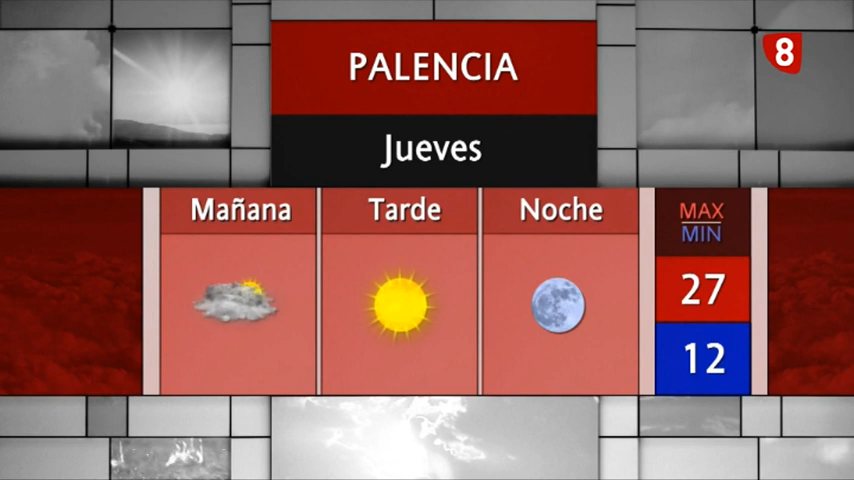 PALENCIA
8
Jueves
Mañana
Tarde
Noche
MAX
MIN
27
12